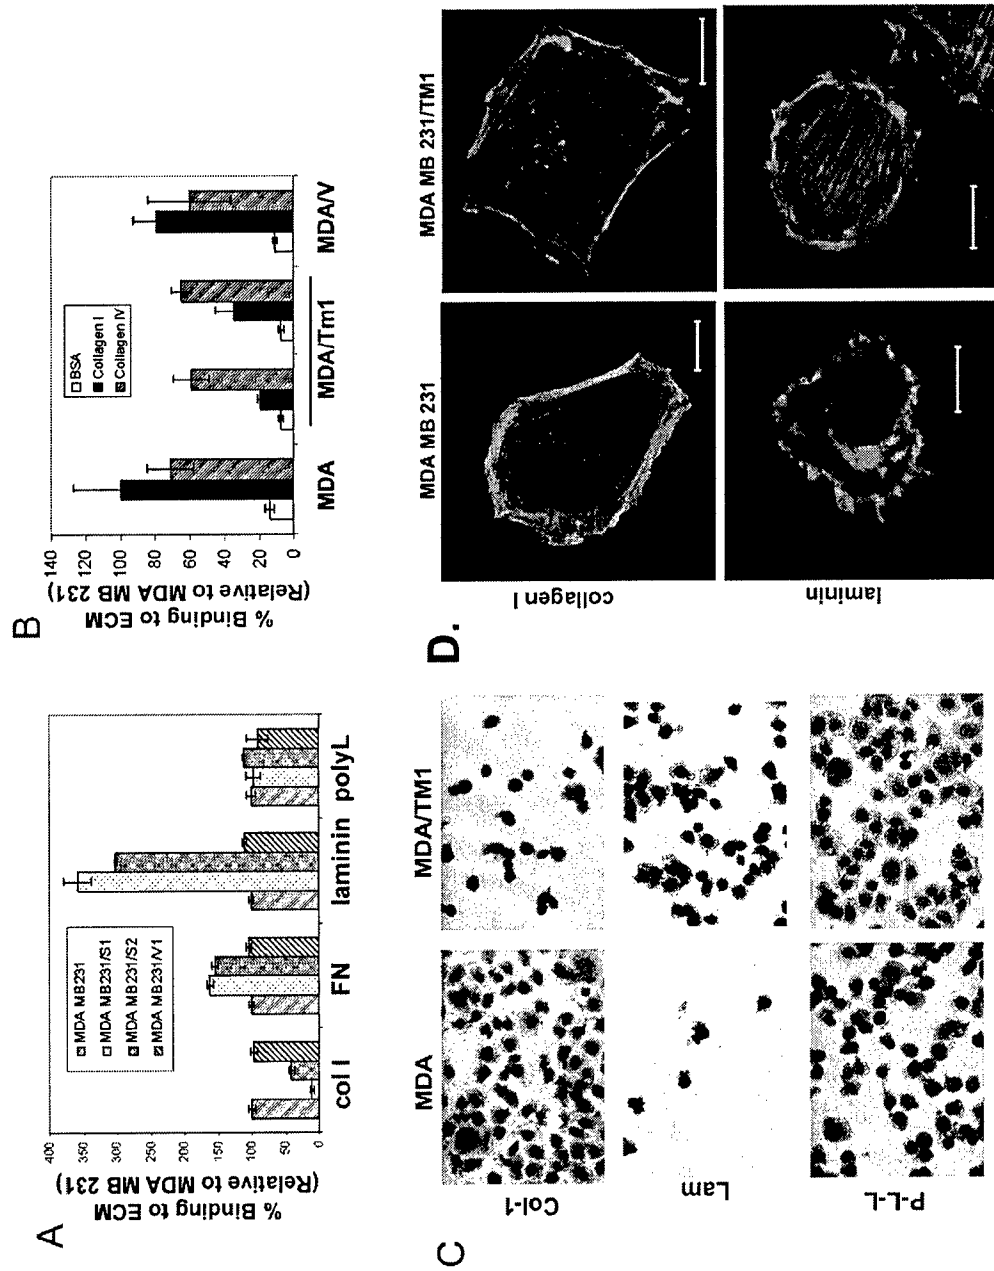 A
% Binding to ECM
(Relative to MDA MB 231)
400
350
300
250
200
150
100
50
0
MDA MB231
MDA MB231/S1
MDA MB231/S2
MDA MB231/V1
col I
FN
laminin
polyL
B
% Binding to ECM
(Relative to MDA MB 231)
140
120
100
80
60
40
20
0
BSA
Collagen I
Collagen IV
MDA
MDA/Tm1
MDA/V
C
MDA
MDA/TM1
Col-1
Lam
P-L-L
D.
MDA MB 231
MDA MB 231/TM1
collagen I
laminin